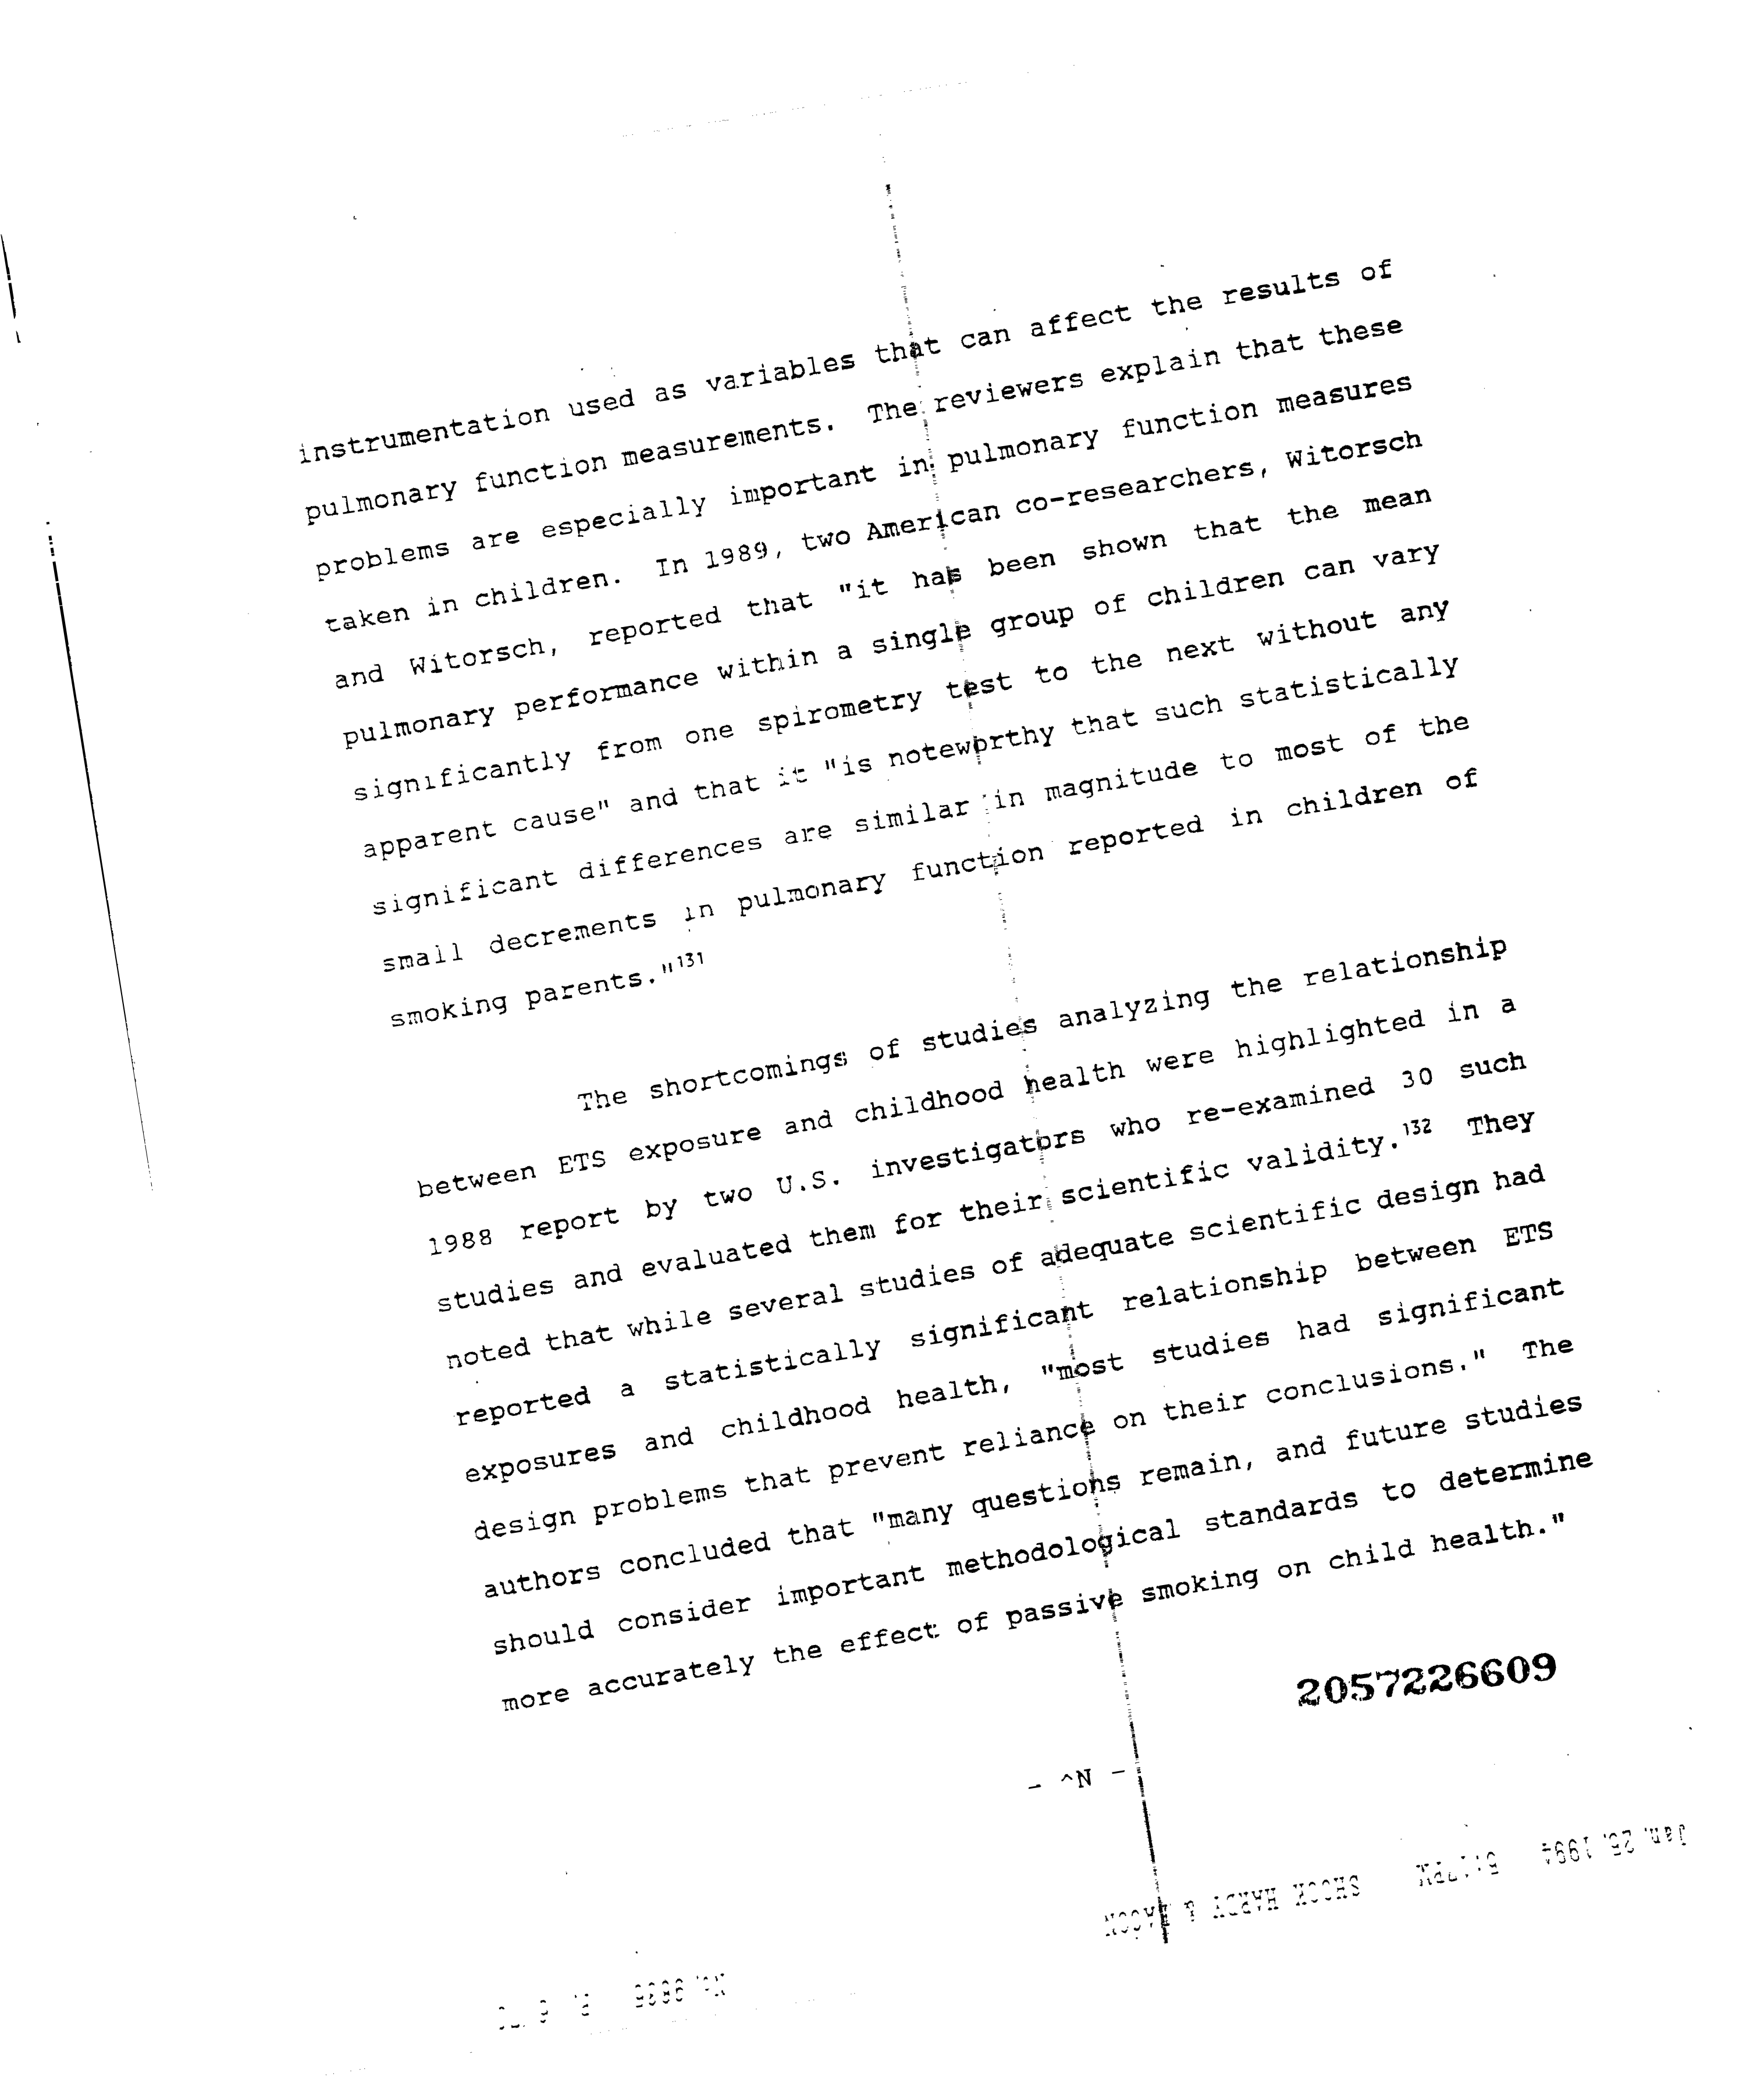 instrumentation used as variables that can affect the results of
pulmonary function measurements. The reviewers explain that these
problems are especially important in pulmonary function measures
taken in children. In 1989, two American co-researchers, Witorsch
and Witorsch, reported that "it has been shown that the mean
pulmonary performance within a single group of children can vary
significantly from one spirometry test to the next without any
apparent cause" and that it "is noteworthy that such statistically
significant differences are similar in magnitude to most of the
small decrements in pulmonary function reported in children of
smoking parents."131
The shortcomings of studies analyzing the relationship
between ETS exposure and childhood health were highlighted in a
1988 report by two U.S. investigators who re-examined 30 such
studies and evaluated them for their scientific validity.132 They
noted that while several studies of adequate scientific design had
reported a statistically significant relationship between ETS
exposures and childhood health, "most studies had significant
design problems that prevent reliance on their conclusions." The
authors concluded that "many questions remain, and future studies
should consider important methodological standards to determine
more accurately the effect of passive smoking on child health."
2057226609
- ^N -
Jan. 25. 1994 SHOOK HARDY & BACON